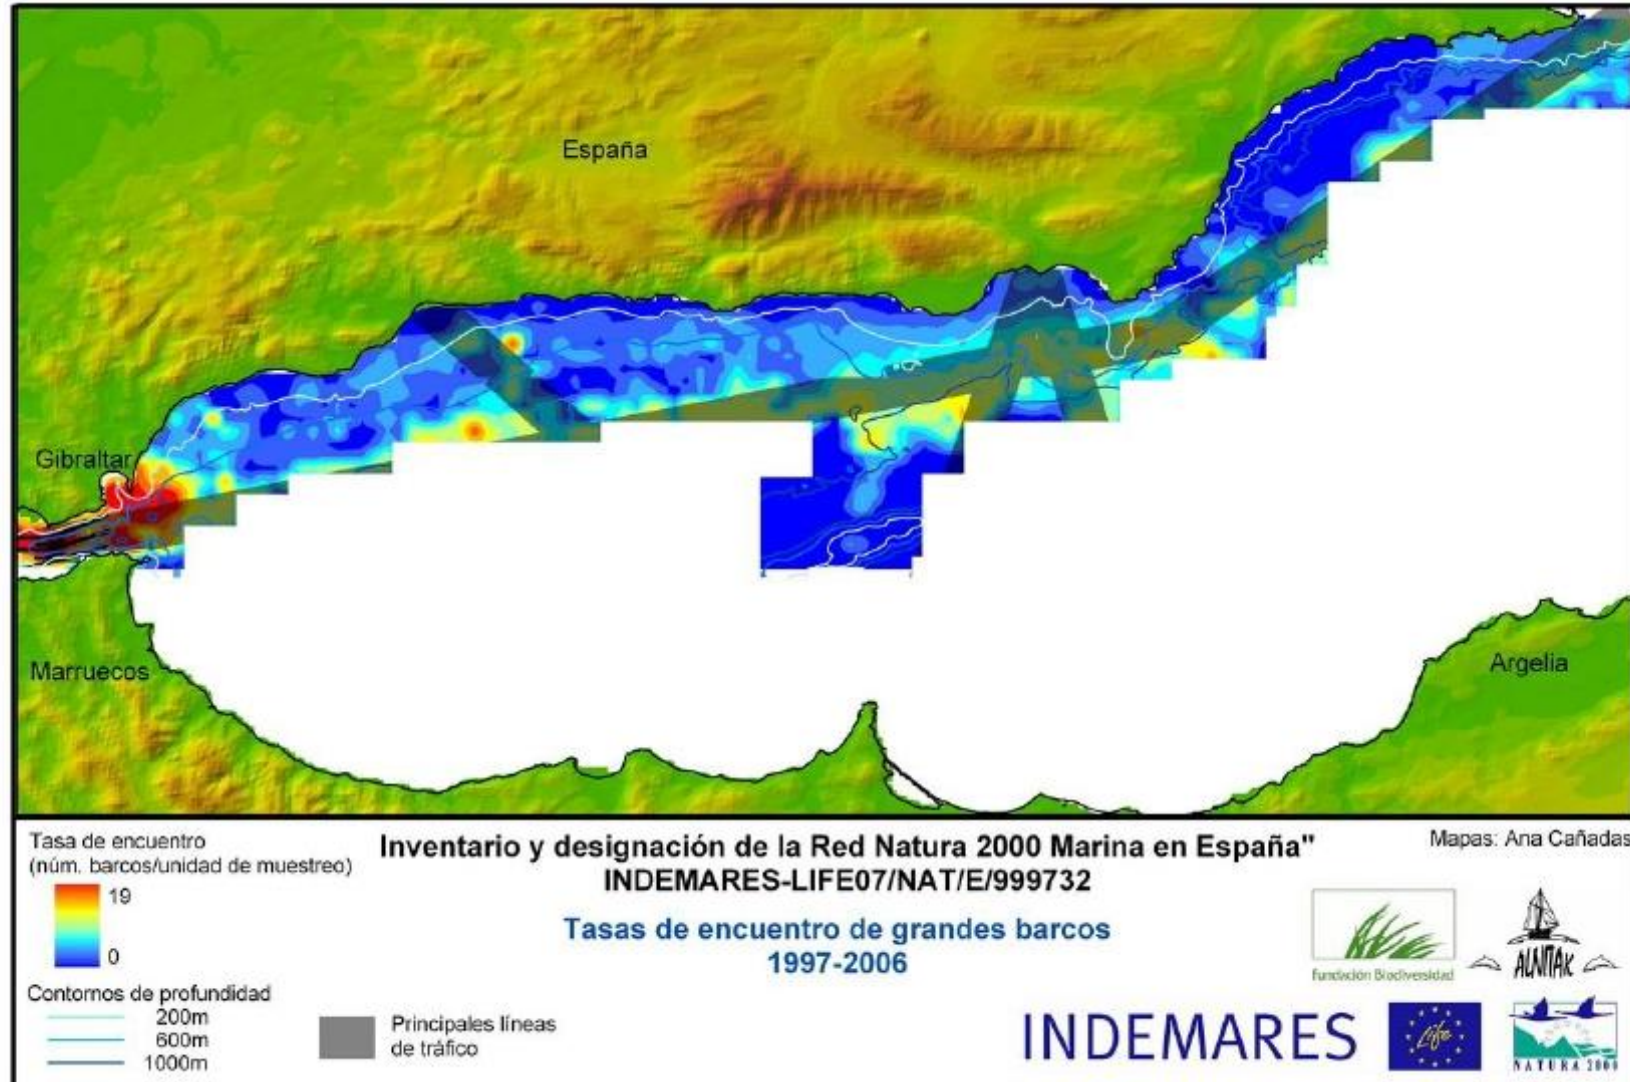 España
Gibraltar
Marruecos
Argelia
Tasa de encuentro
(núm. barcos/unidad de muestreo)
19
0
Contornos de profundidad
200m
600m
1000m
Principales líneas
de tráfico
Inventario y designación de la Red Natura 2000 Marina en España"
INDEMARES-LIFE07/NAT/E/999732
Tasas de encuentro de grandes barcos
1997-2006
Mapas: Ana Cañadas
Fundación Biodiversidad
ALNITAK
INDEMARES
Life
NATURA 2000